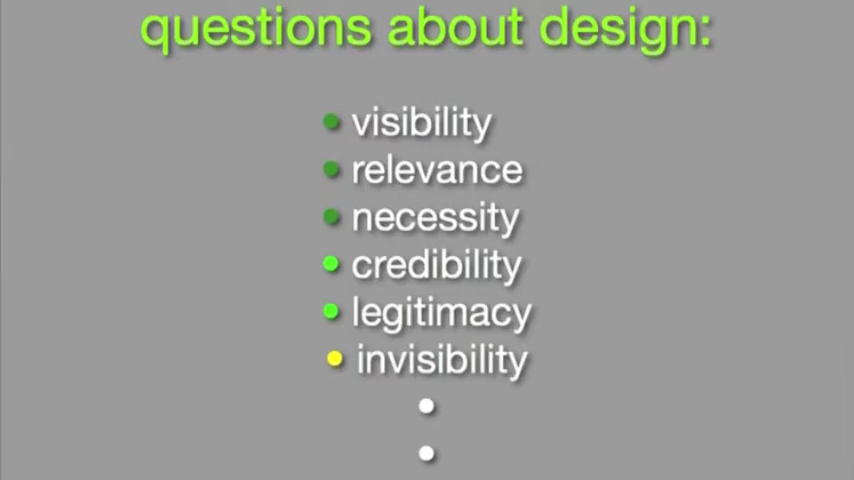 questions about design:
• visibility
• relevance
• necessity
• credibility
• legitimacy
• invisibility
•
•